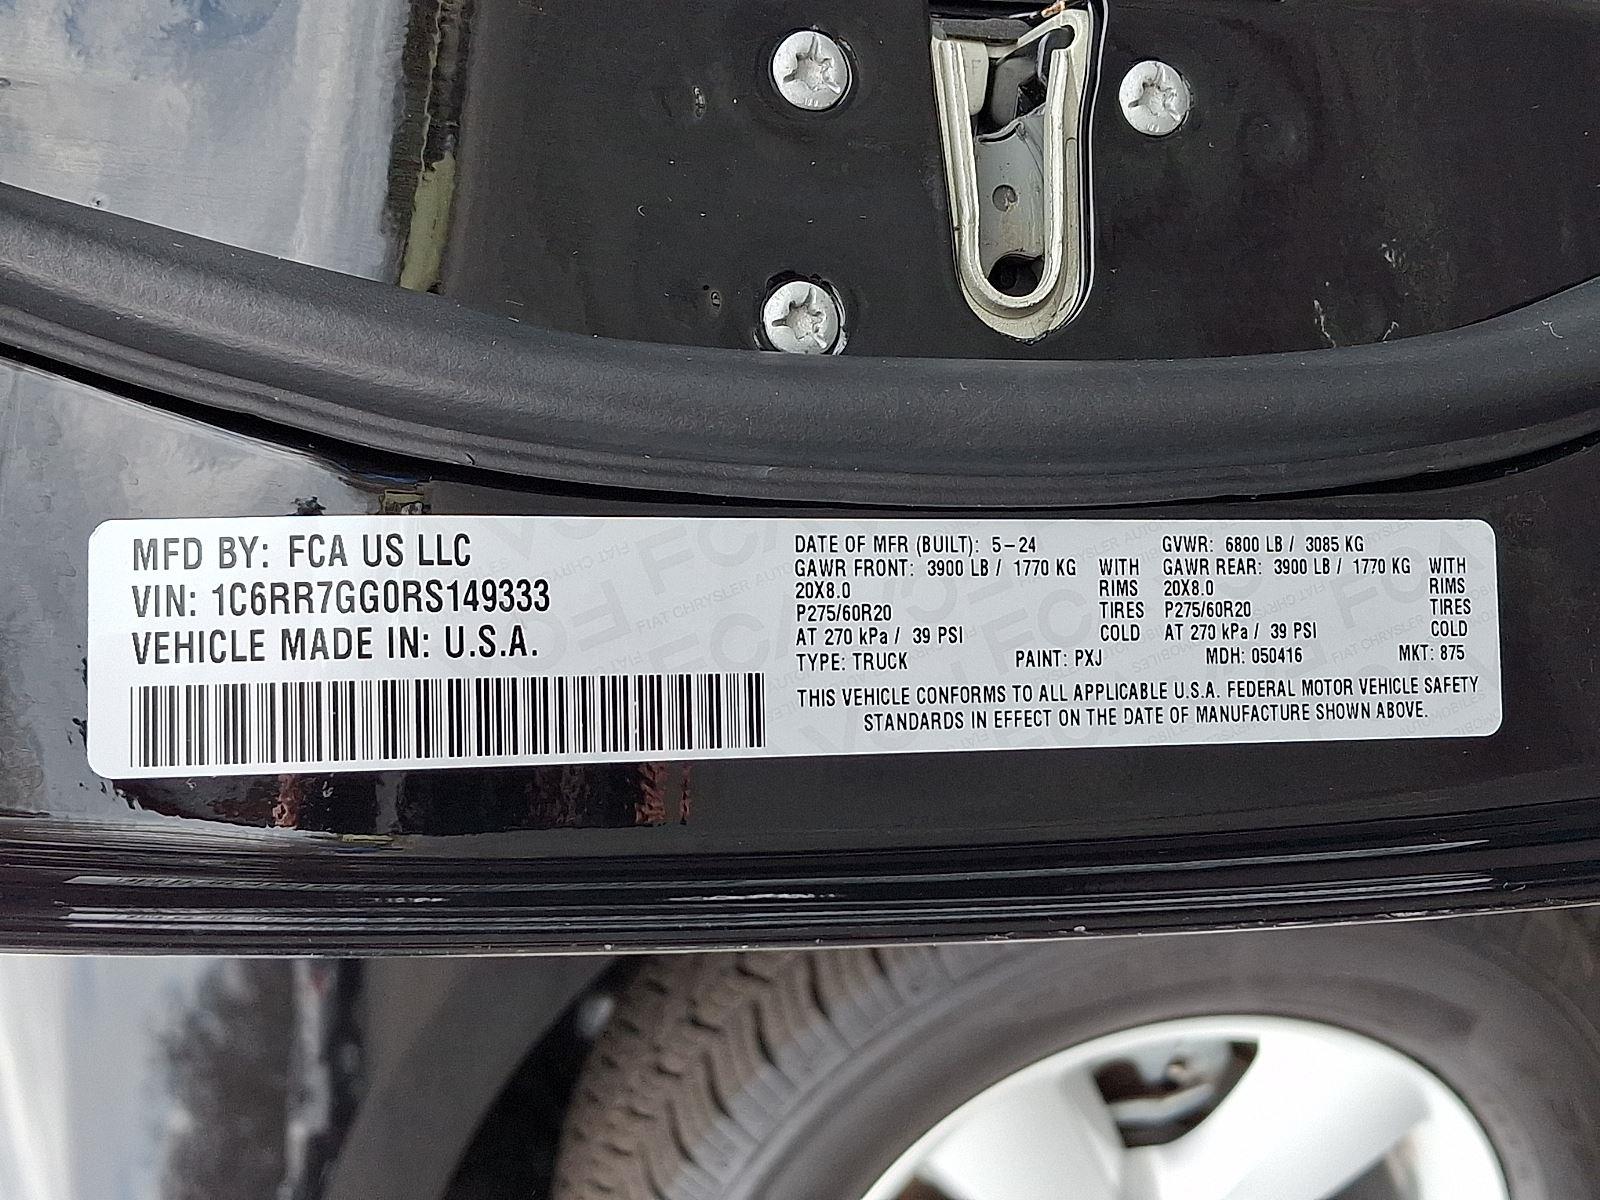 MFD BY: FCA US LLC
VIN: 1C6RR7GG0RS149333
VEHICLE MADE IN: U.S.A.
DATE OF MFR (BUILT): 5-24 GVWR: 6800 LB / 3085 KG
GAWR FRONT: 3900 LB / 1770 KG WITH GAWR REAR: 3900 LB / 1770 KG WITH
20X8.0 RIMS 20X8.0 RIMS
P275/60R20 TIRES P275/60R20 TIRES
AT 270 kPa / 39 PSI COLD AT 270 kPa / 39 PSI COLD
TYPE: TRUCK PAINT: PXJ MDH: 050416 MKT: 875
THIS VEHICLE CONFORMS TO ALL APPLICABLE U.S.A. FEDERAL MOTOR VEHICLE SAFETY
STANDARDS IN EFFECT ON THE DATE OF MANUFACTURE SHOWN ABOVE.